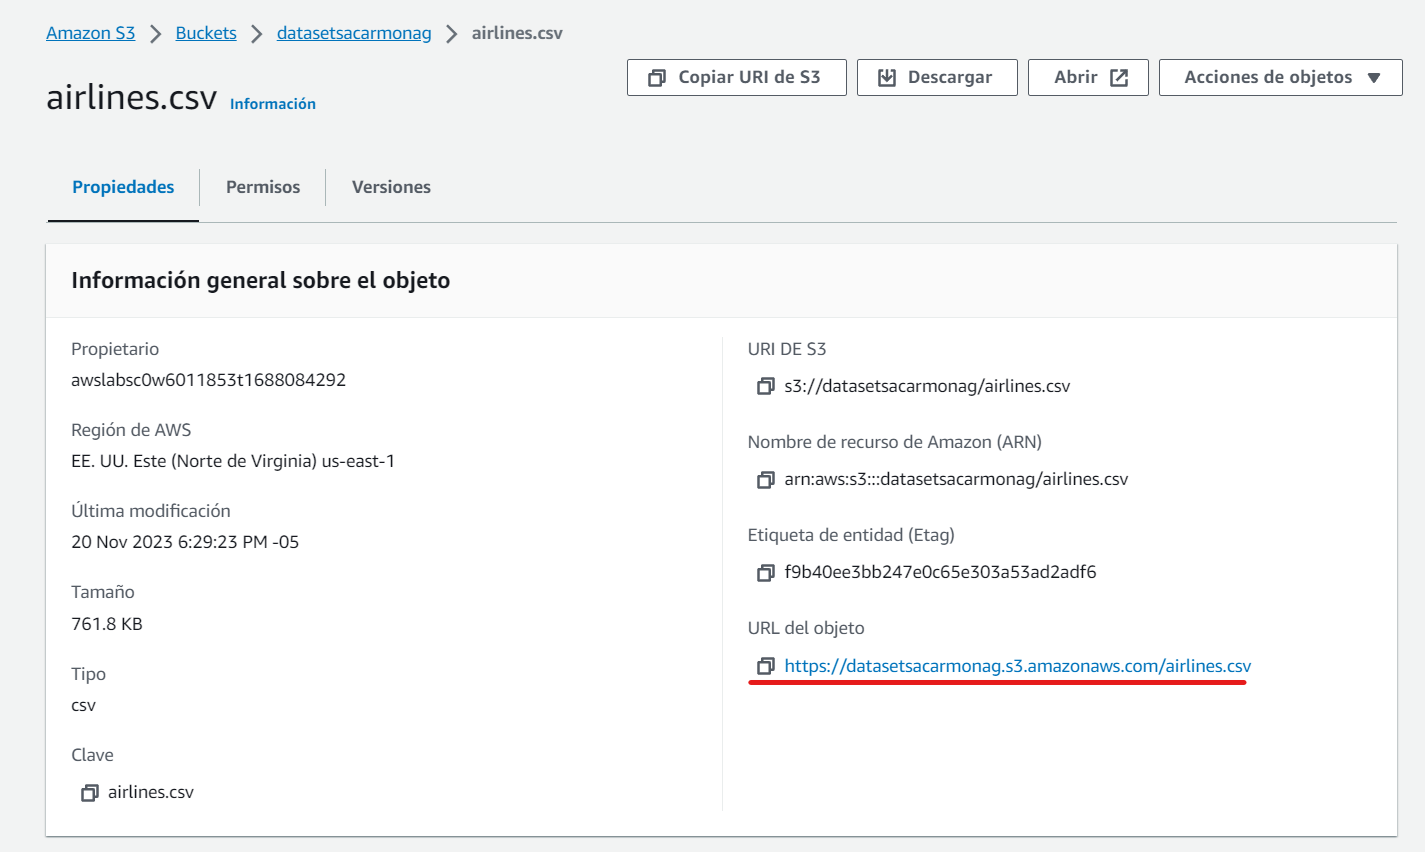 Amazon S3 > Buckets > datasetsacarmonag > airlines.csv
airlines.csv Información
Copiar URI de S3 Descargar Abrir Acciones de objetos
Propiedades Permisos Versiones
Información general sobre el objeto
Propietario
awslabsc0w6011853t1688084292
Región de AWS
EE. UU. Este (Norte de Virginia) us-east-1
Última modificación
20 Nov 2023 6:29:23 PM -05
Tamaño
761.8 KB
Tipo
csv
Clave
airlines.csv
URI DE S3
s3://datasetsacarmonag/airlines.csv
Nombre de recurso de Amazon (ARN)
arn:aws:s3:::datasetsacarmonag/airlines.csv
Etiqueta de entidad (Etag)
f9b40ee3bb247e0c65e303a53ad2adf6
URL del objeto
https://datasetsacarmonag.s3.amazonaws.com/airlines.csv